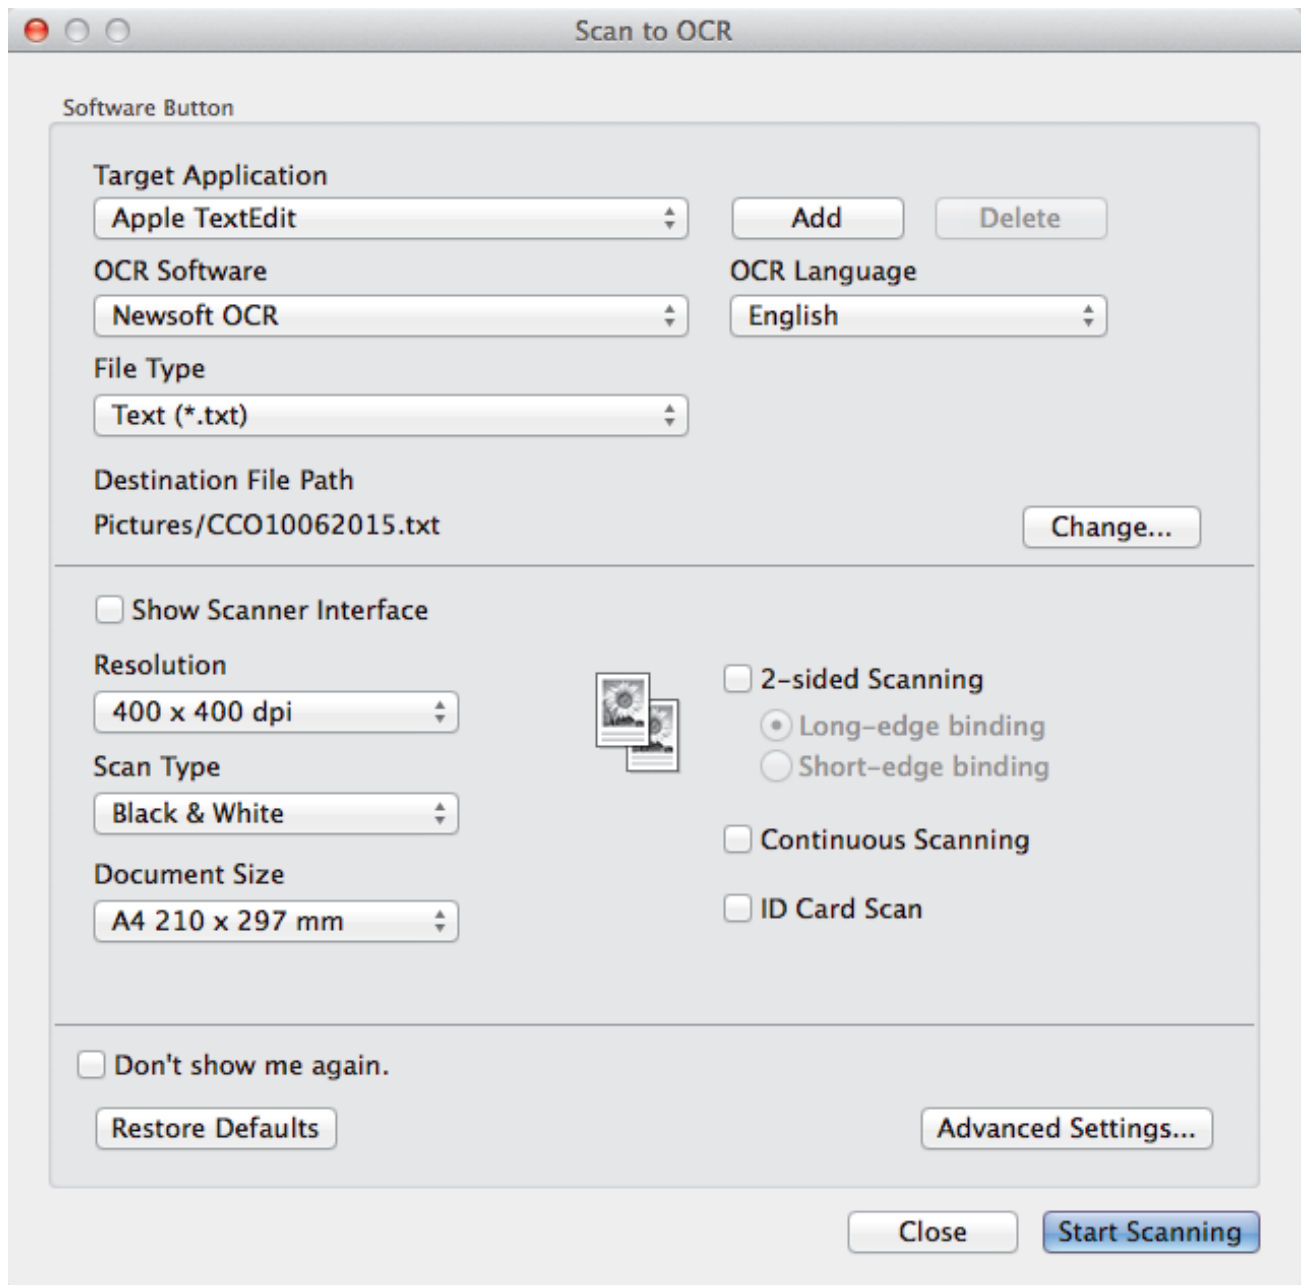 Scan to OCR
Software Button
Target Application
Apple TextEdit
Add
Delete
OCR Software
OCR Language
Newsoft OCR
English
File Type
Text (*.txt)
Destination File Path
Pictures/CCO10062015.txt
Change...
Show Scanner Interface
Resolution
400 x 400 dpi
2-sided Scanning
Long-edge binding
Short-edge binding
Scan Type
Black & White
Continuous Scanning
Document Size
A4 210 x 297 mm
ID Card Scan
Don't show me again.
Restore Defaults
Advanced Settings...
Close
Start Scanning